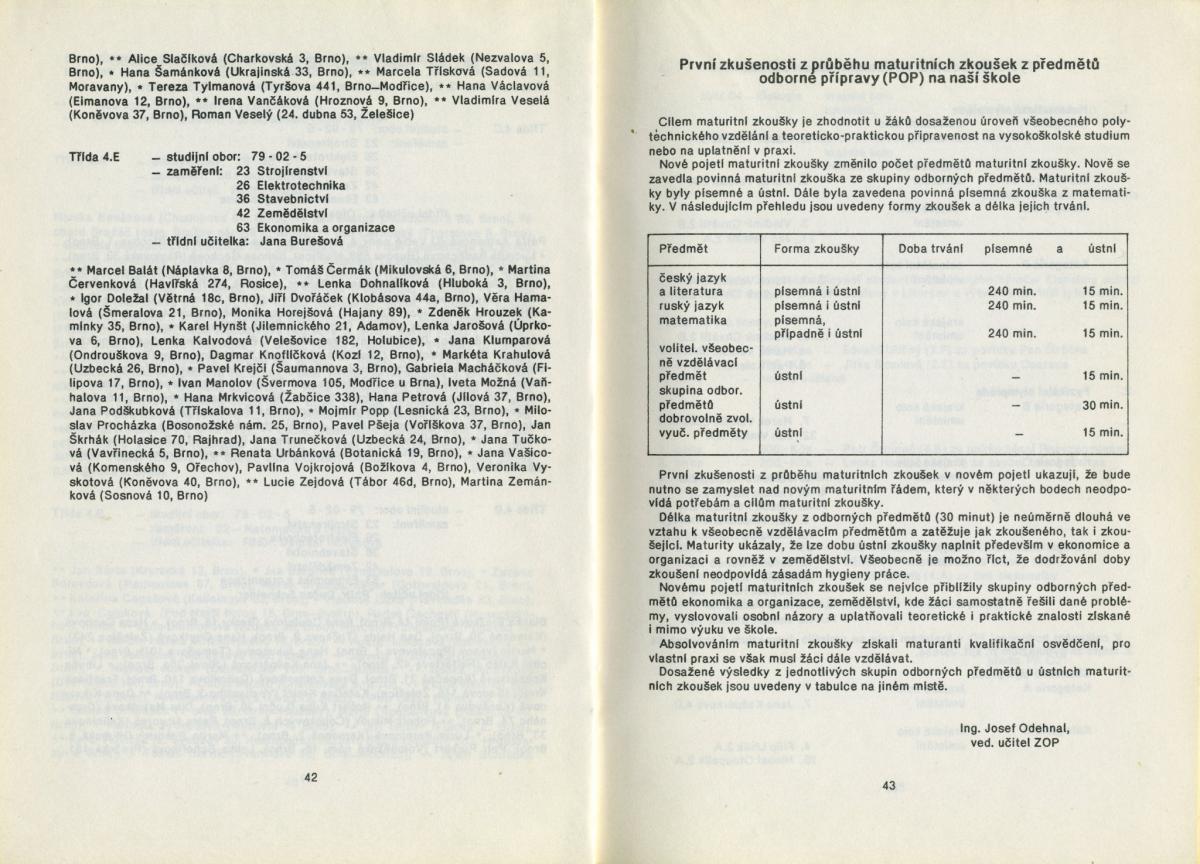 Brno), ** Alice Slačíková (Charkovská 3, Brno), ** Vladimír Sládek (Nezvalova 5,
Brno), * Hana Šamánková (Ukrajinská 33, Brno), ** Marcela Třísková (Sadová 11,
Moravany), * Tereza Tylmanová (Tyršova 441, Brno—Modřice), ** Hana Václavová
(Eimanova 12, Brno), ** Irena Vančáková (Hroznová 9, Brno), ** Vladimíra Veselá
(Koněvova 37, Brno), Roman Veselý (24. dubna 53, Želešice)
Třída 4.E — studijní obor: 79 - 02 - 5
— zaměření: 23 Strojírenství
26 Elektrotechnika
36 Stavebnictví
42 Zemědělství
63 Ekonomika a organizace
— třídní učitelka: Jana Burešová
** Marcel Balát (Náplavka 8, Brno), * Tomáš Čermák (Mikulovská 6, Brno), * Martina
Červenková (Havířská 274, Rosice), ** Lenka Dohnalíková (Hluboká 3, Brno),
* Igor Doležal (Větrná 18c, Brno), Jiří Dvořáček (Klobásova 44a, Brno), Věra Hama-
lová (Šmeralova 21, Brno), Monika Horejšová (Hajany 89), * Zdeněk Hrouzek (Ka-
mínky 35, Brno), * Karel Hynšt (Jilemnického 21, Adamov), Lenka Jarošová (Úprko-
va 6, Brno), Lenka Kalvodová (Velešovice 182, Holubice), * Jana Klumparová
(Ondrouškova 9, Brno), Dagmar Knoflíčková (Kozí 12, Brno), * Markéta Krahulová
(Uzbecká 26, Brno), * Pavel Krejčí (Šaumannova 3, Brno), Gabriela Macháčková (Fi-
lipova 17, Brno), * Ivan Manolov (Švermova 105, Modřice u Brna), Iveta Možná (Vaň-
halova 11, Brno), * Hana Mrkvicová (Žabčice 338), Hana Petrová (Jílová 37, Brno),
Jana Podškubková (Třískalova 11, Brno), * Mojmír Popp (Lesnická 23, Brno), * Milo-
slav Procházka (Bosonožské nám. 25, Brno), Pavel Pšeja (Voříškova 37, Brno), Jan
Škrhák (Holasice 70, Rajhrad), Jana Trunečková (Uzbecká 24, Brno), * Jana Tučko-
vá (Vavřinecká 5, Brno), ** Renata Urbánková (Botanická 19, Brno), * Jana Vašico-
vá (Komenského 9, Ořechov), Pavlína Vojkrojová (Božíkova 4, Brno), Veronika Vy-
skotová (Koněvova 40, Brno), ** Lucie Zejdová (Tábor 46d, Brno), Martina Zemán-
ková (Sosnová 10, Brno)
42
První zkušenosti z průběhu maturitních zkoušek z předmětů
odborné přípravy (POP) na naší škole
Cílem maturitní zkoušky je zhodnotit u žáků dosaženou úroveň všeobecného poly-
téchnického vzdělání a teoreticko-praktickou připravenost na vysokoškolské studium
nebo na uplatnění v praxi.
Nové pojetí maturitní zkoušky změnilo počet předmětů maturitní zkoušky. Nově se
zavedla povinná maturitní zkouška ze skupiny odborných předmětů. Maturitní zkouš-
ky byly písemné a ústní. Dále byla zavedena povinná písemná zkouška z matemati-
ky. V následujícím přehledu jsou uvedeny formy zkoušek a délka jejich trvání.
Předmět Forma zkoušky Doba trvání písemné a ústní
český jazyk
a literatura písemná i ústní 240 min. 15 min.
ruský jazyk písemná i ústní 240 min. 15 min.
matematika písemná,
případně i ústní 240 min. 15 min.
volitel. všeobec-
ně vzdělávací
předmět ústní — 15 min.
skupina odbor.
předmětů ústní — 30 min.
dobrovolně zvol.
vyuč. předměty ústní — 15 min.
První zkušenosti z průběhu maturitních zkoušek v novém pojetí ukazují, že bude
nutno se zamyslet nad novým maturitním řádem, který v některých bodech neodpo-
vídá potřebám a cílům maturitní zkoušky.
Délka maturitní zkoušky z odborných předmětů (30 minut) je neúměrně dlouhá ve
vztahu k všeobecně vzdělávacím předmětům a zatěžuje jak zkoušeného, tak i zkou-
šející. Maturity ukázaly, že lze dobu ústní zkoušky naplnit především v ekonomice a
organizaci a rovněž v zemědělství. Všeobecně je možno říct, že dodržování doby
zkoušení neodpovídá zásadám hygieny práce.
Novému pojetí maturitních zkoušek se nejvíce přiblížily skupiny odborných před-
mětů ekonomika a organizace, zemědělství, kde žáci samostatně řešili dané problé-
my, vyslovovali osobní názory a uplatňovali teoretické i praktické znalosti získané
i mimo výuku ve škole.
Absolvováním maturitní zkoušky získali maturanti kvalifikační osvědčení, pro
vlastní praxi se však musí žáci dále vzdělávat.
Dosažené výsledky z jednotlivých skupin odborných předmětů u ústních maturit-
ních zkoušek jsou uvedeny v tabulce na jiném místě.
Ing. Josef Odehnal,
ved. učitel ZOP
43